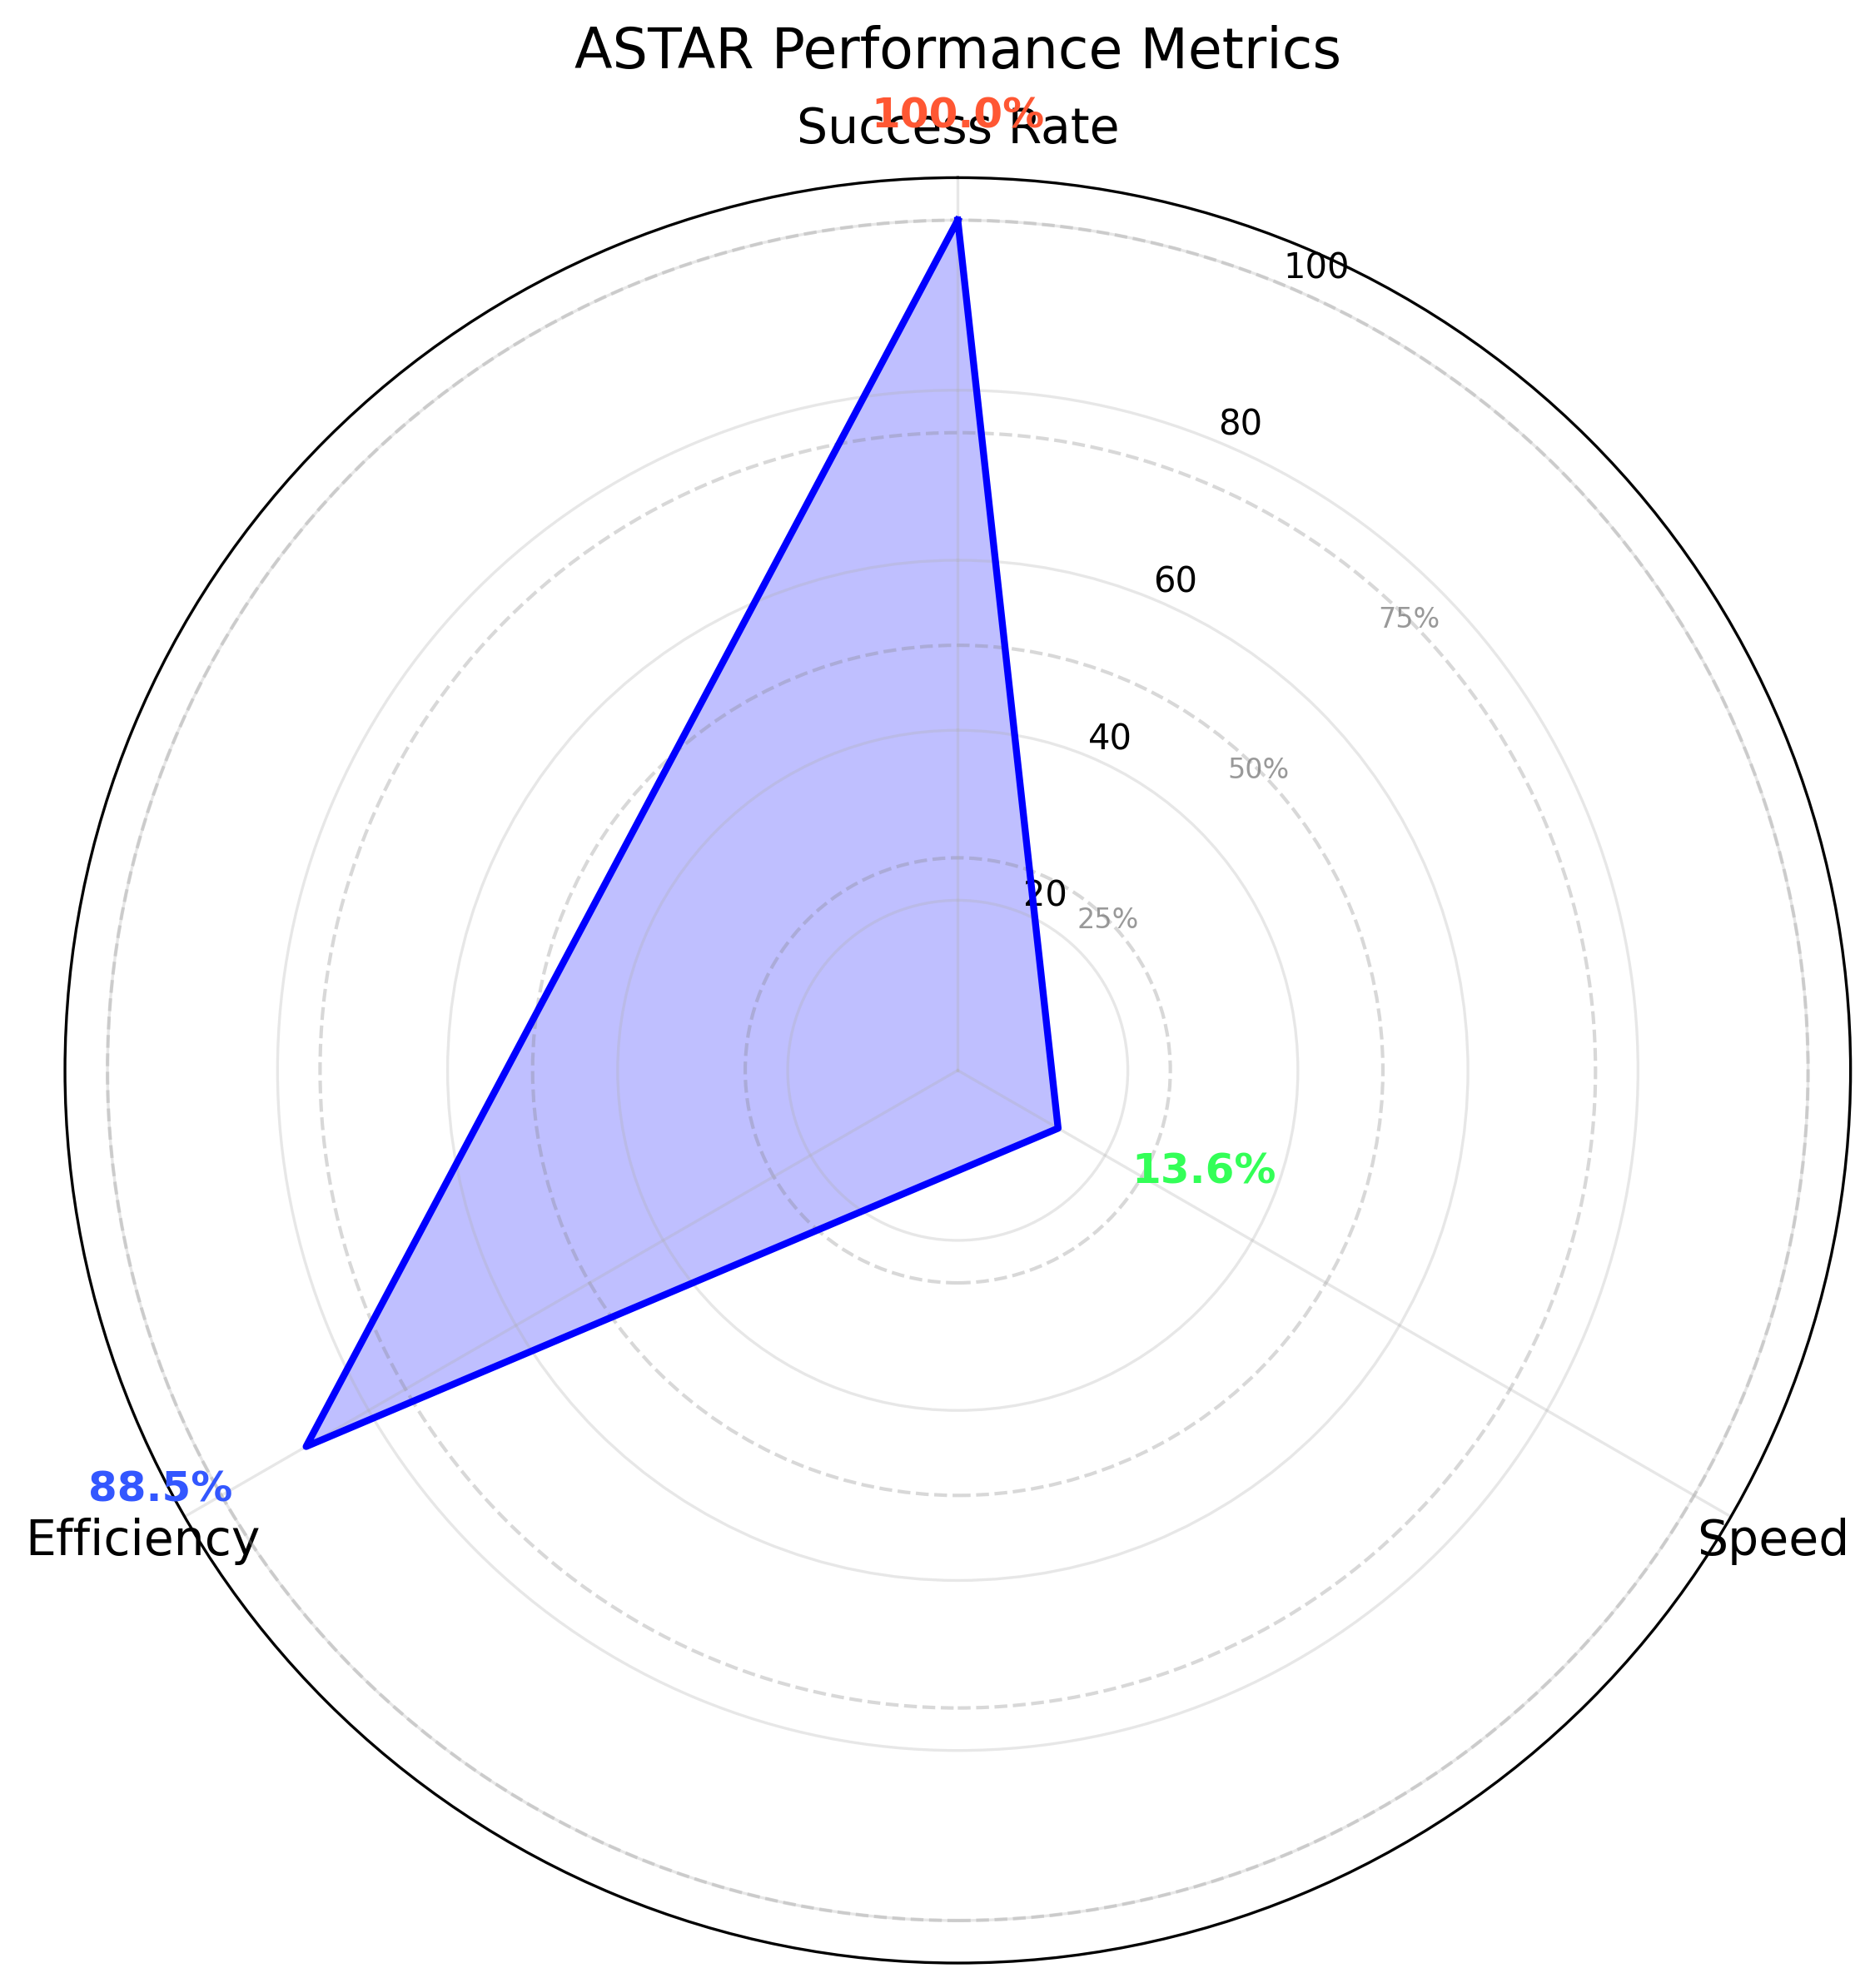 ASTAR Performance Metrics
100.0%
Success Rate
100
80
60
75%
40
50%
20
25%
13.6%
88.5%
Efficiency
Speed